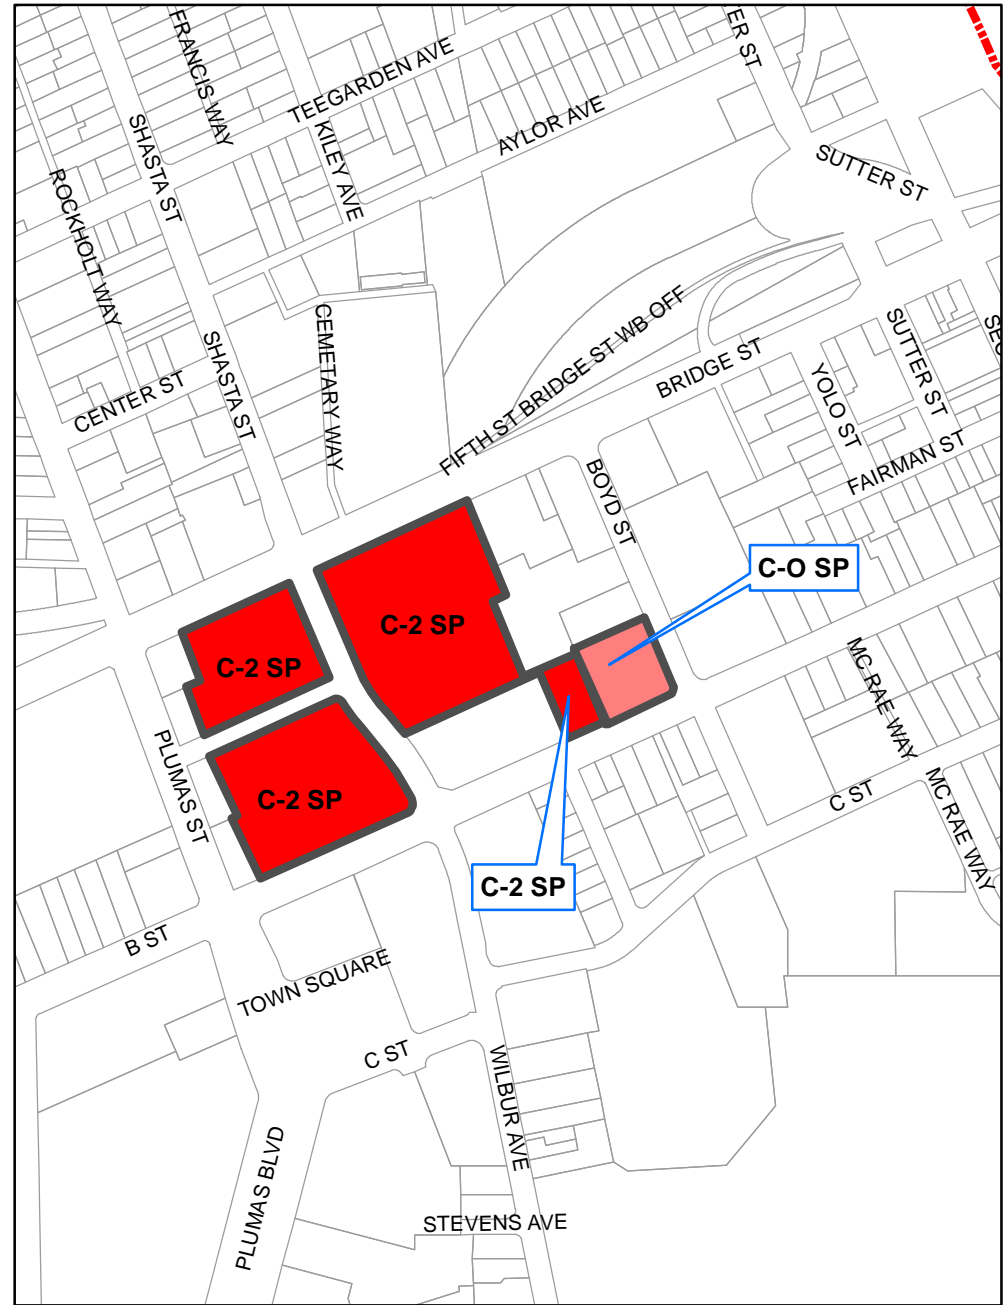 FRANCIS WAY
TEEGARDEN AVE
ER ST
SHASTA ST
KILEY AVE
AYLOR AVE
SUTTER ST
ROCKHOLT WAY
CEMETARY WAY
FIFTH ST BRIDGE ST WB OFF
SHASTA ST
CENTER ST
BRIDGE ST
SUTTER ST
SEC
YOLO ST
FAIRMAN ST
BOYD ST
C-O SP
C-2 SP
C-2 SP
MC RAE WAY
PLUMAS ST
C-2 SP
C ST
MC RAE WAY
C-2 SP
B ST
TOWN SQUARE
C ST
WILBUR AVE
PLUMAS BLVD
STEVENS AVE